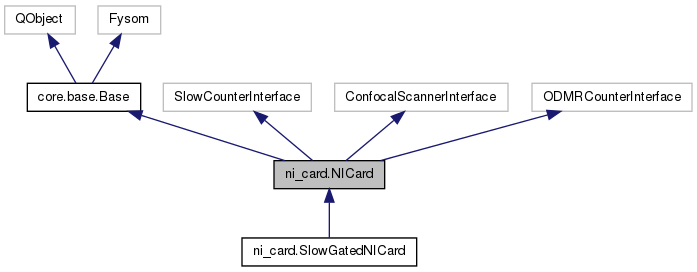 QObject
Fysom
core.base.Base
SlowCounterInterface
ConfocalScannerInterface
ODMRCounterInterface
ni_card.NICard
ni_card.SlowGatedNICard